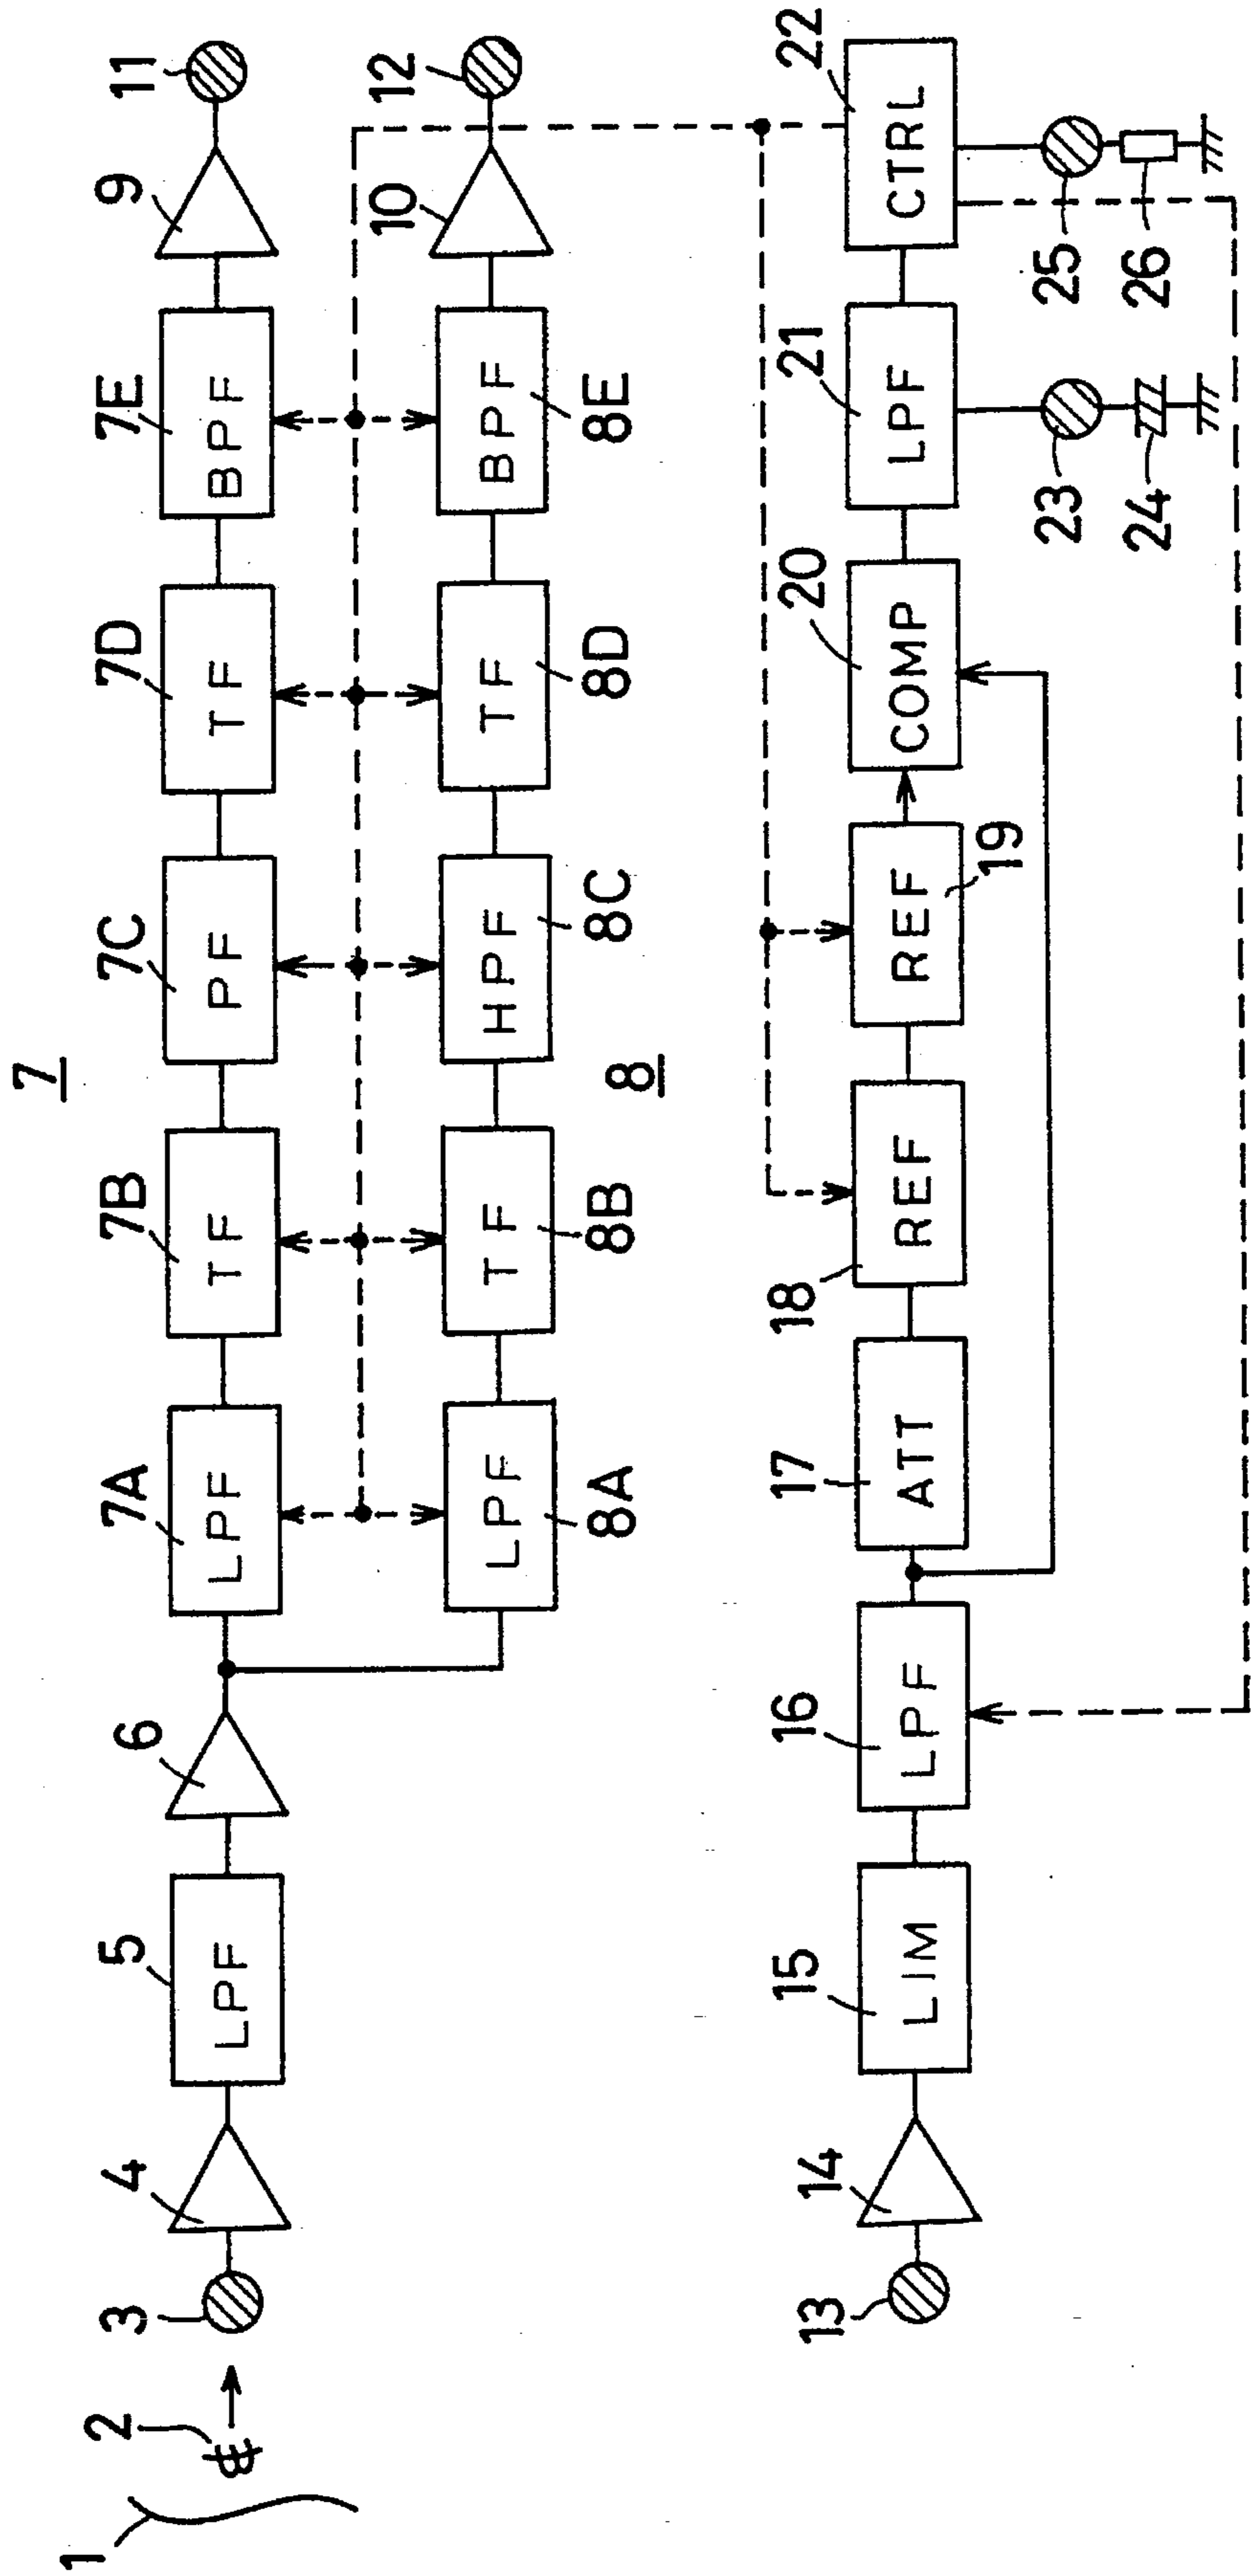 7
7A
7B
7C
7D
7E
9
11
1
2
3
4
5
6
LPF
LPF
TF
PF
TF
BPF
12
10
LPF
TF
HPF
TF
BPF
8A
8B
8C
8D
8E
8
13
14
15
16
17
18
20
21
22
LIM
LPF
ATT
REF
REF
COMP
LPF
CTRL
19
23
24
25
26